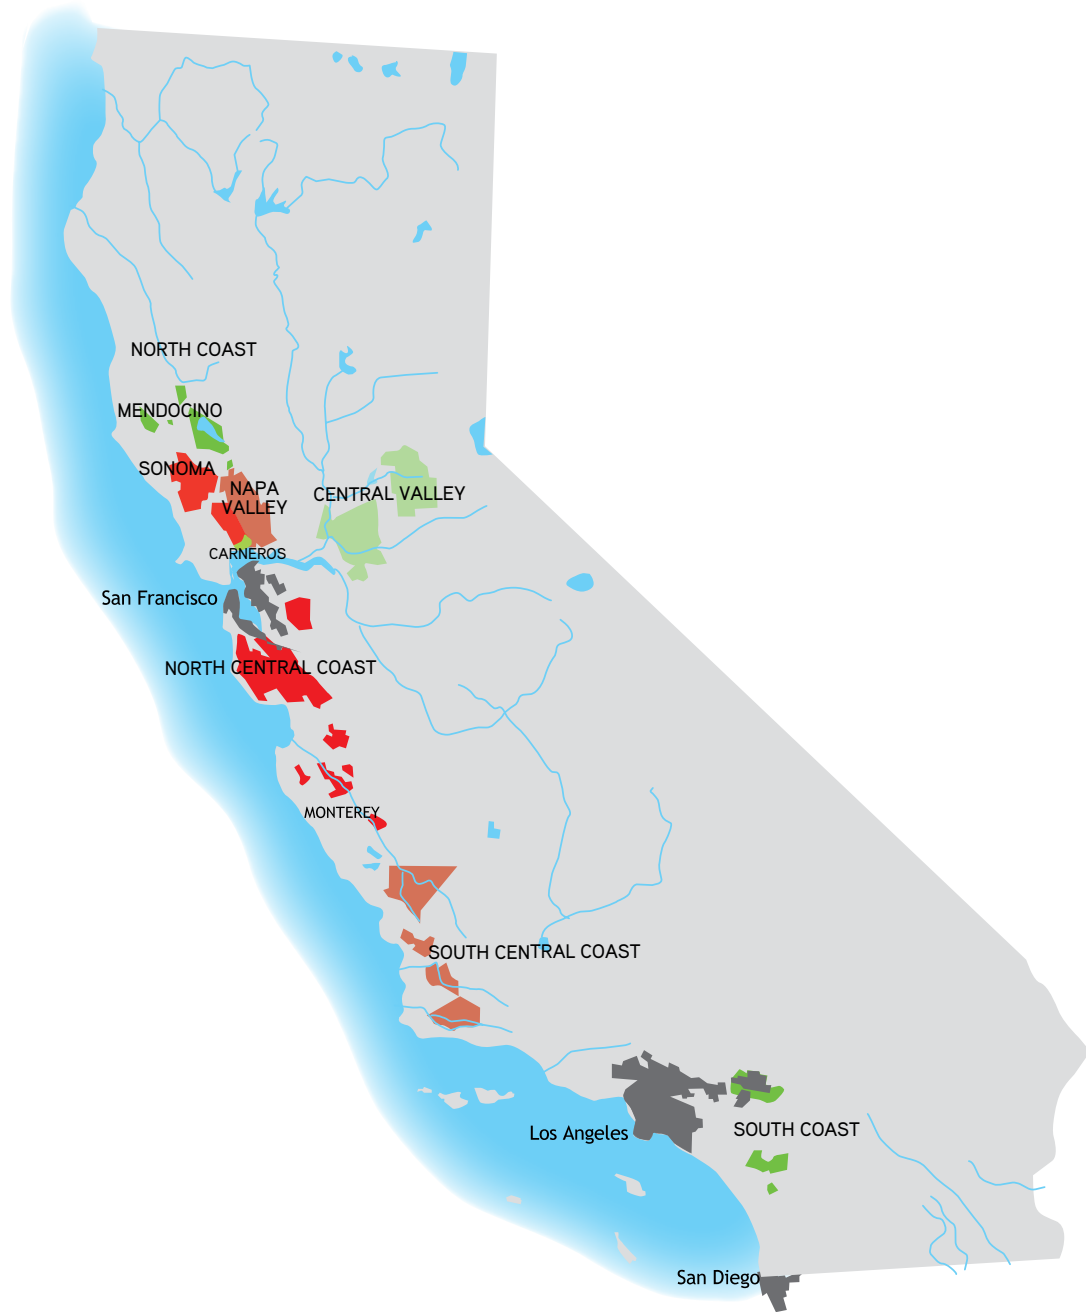 NORTH COAST
MENDOCINO
SONOMA
NAPA
VALLEY
CENTRAL VALLEY
CARNEROS
San Francisco
NORTH CENTRAL COAST
MONTEREY
SOUTH CENTRAL COAST
SOUTH COAST
Los Angeles
San Diego